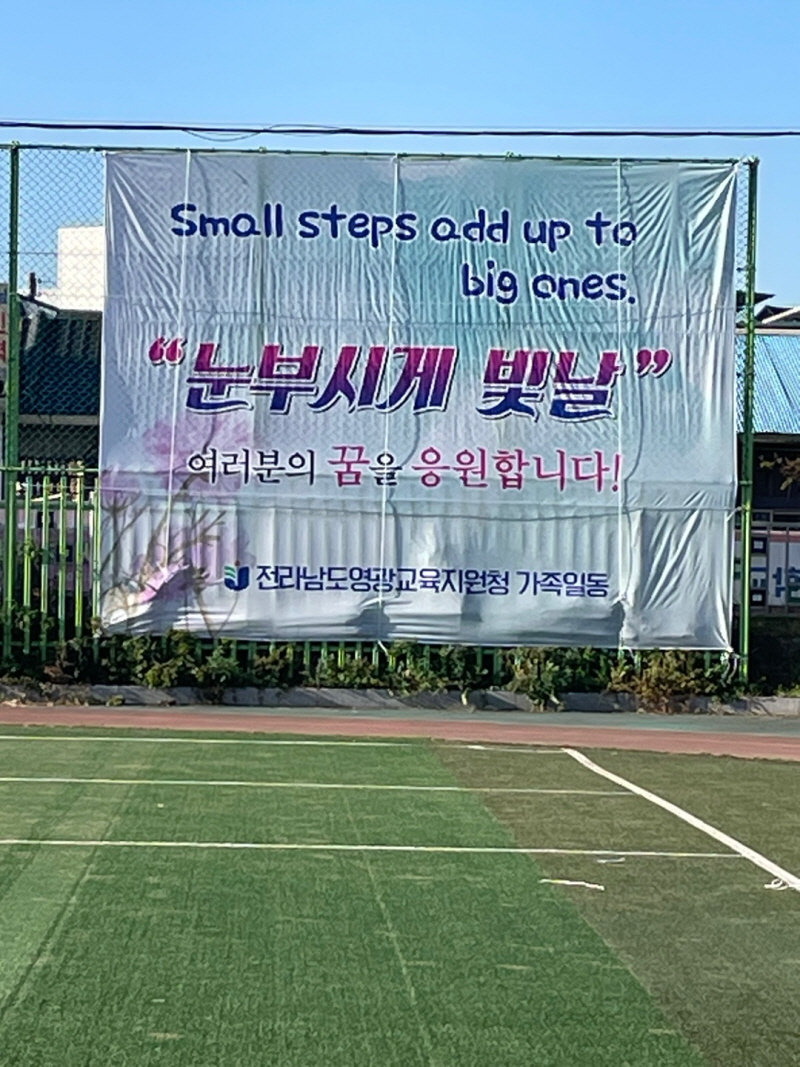 Small steps add up to
big ones.
“눈부시게 빛날”
여러분의 꿈을 응원합니다!
전라남도영광교육지원청 가족일동